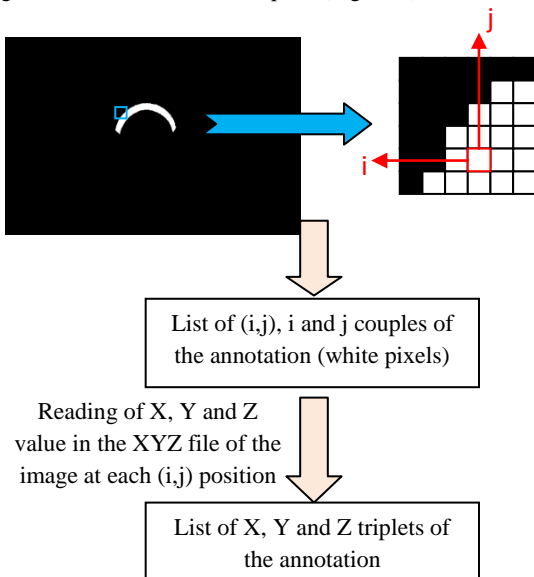 j
i
List of (i,j), i and j couples of
the annotation (white pixels)
Reading of X, Y and Z
value in the XYZ file of the
image at each (i,j) position
List of X, Y and Z triplets of
the annotation